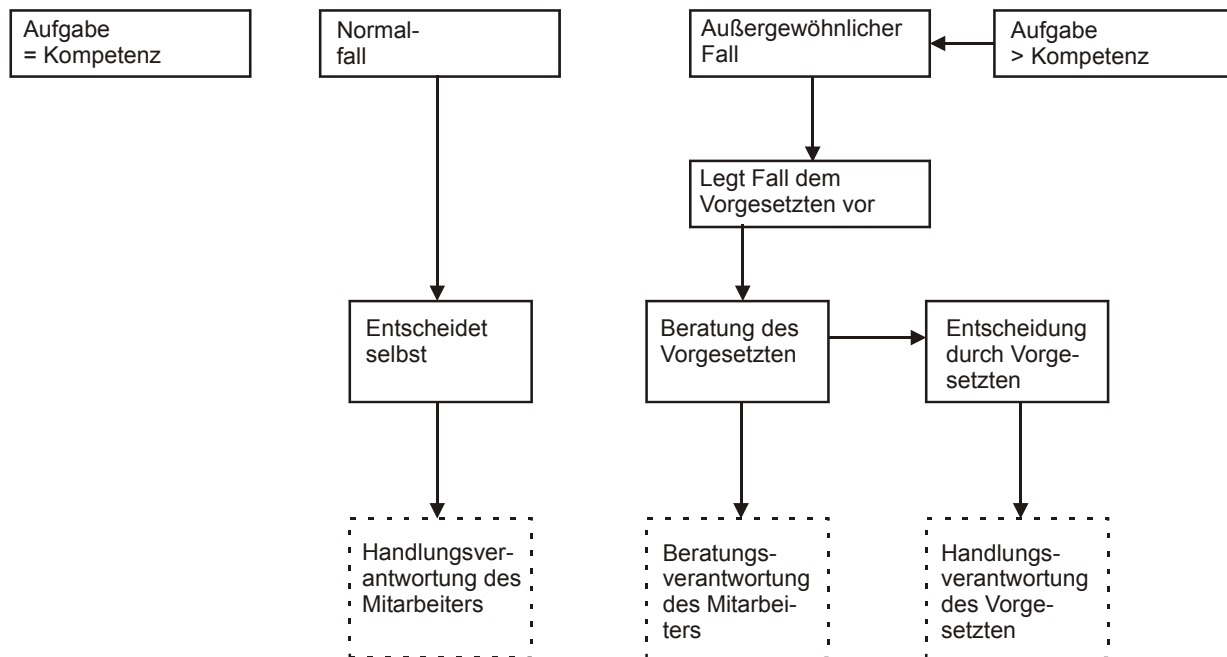 Aufgabe
= Kompetenz
Normal-
fall
Außergewöhnlicher
Fall
Aufgabe
> Kompetenz
Legt Fall dem
Vorgesetzten vor
Entscheidet
selbst
Beratung des
Vorgesetzten
Entscheidung
durch Vorge-
setzten
Handlungsver-
antwortung des
Mitarbeiters
Beratungs-
verantwortung
des Mitarbei-
ters
Handlungs-
verantwortung
des Vorge-
setzten